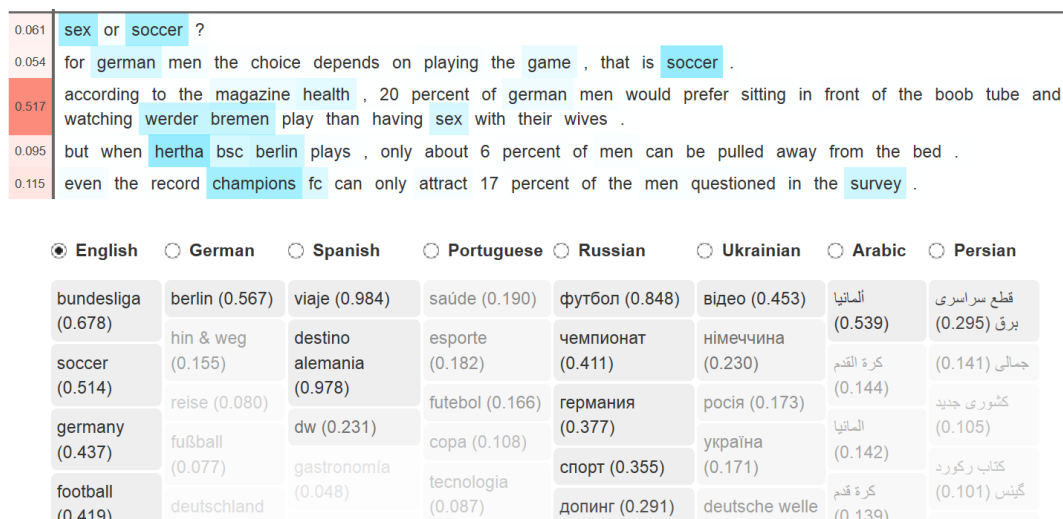 0.061 sex or soccer ?
0.054 for german men the choice depends on playing the game , that is soccer .
0.517 according to the magazine health , 20 percent of german men would prefer sitting in front of the boob tube and
watching werder bremen play than having sex with their wives .
0.095 but when hertha bsc berlin plays , only about 6 percent of men can be pulled away from the bed .
0.115 even the record champions fc can only attract 17 percent of the men questioned in the survey .
English German Spanish Portuguese Russian Ukrainian Arabic Persian
bundesliga
(0.678)
soccer
(0.514)
germany
(0.437)
football
(0.419)
berlin (0.567)
hin & weg
(0.155)
reise (0.080)
fußball
(0.077)
deutschland
viaje (0.984)
destino
alemania
(0.978)
dw (0.231)
gastronomía
(0.048)
saúde (0.190)
esporte
(0.182)
futebol (0.166)
copa (0.108)
tecnologia
(0.087)
футбол (0.848)
чемпионат
(0.411)
германия
(0.377)
спорт (0.355)
допинг (0.291)
відео (0.453)
німеччина
(0.230)
росія (0.173)
україна
(0.171)
deutsche welle
ألمانيا
(0.539)
كرة القدم
(0.144)
المانيا
(0.142)
كرة قدم
(0.139)
قطع سراسری
برق (0.295)
جمالی (0.141)
کشوری جدید
(0.105)
کتاب رکورد
گینس (0.101)